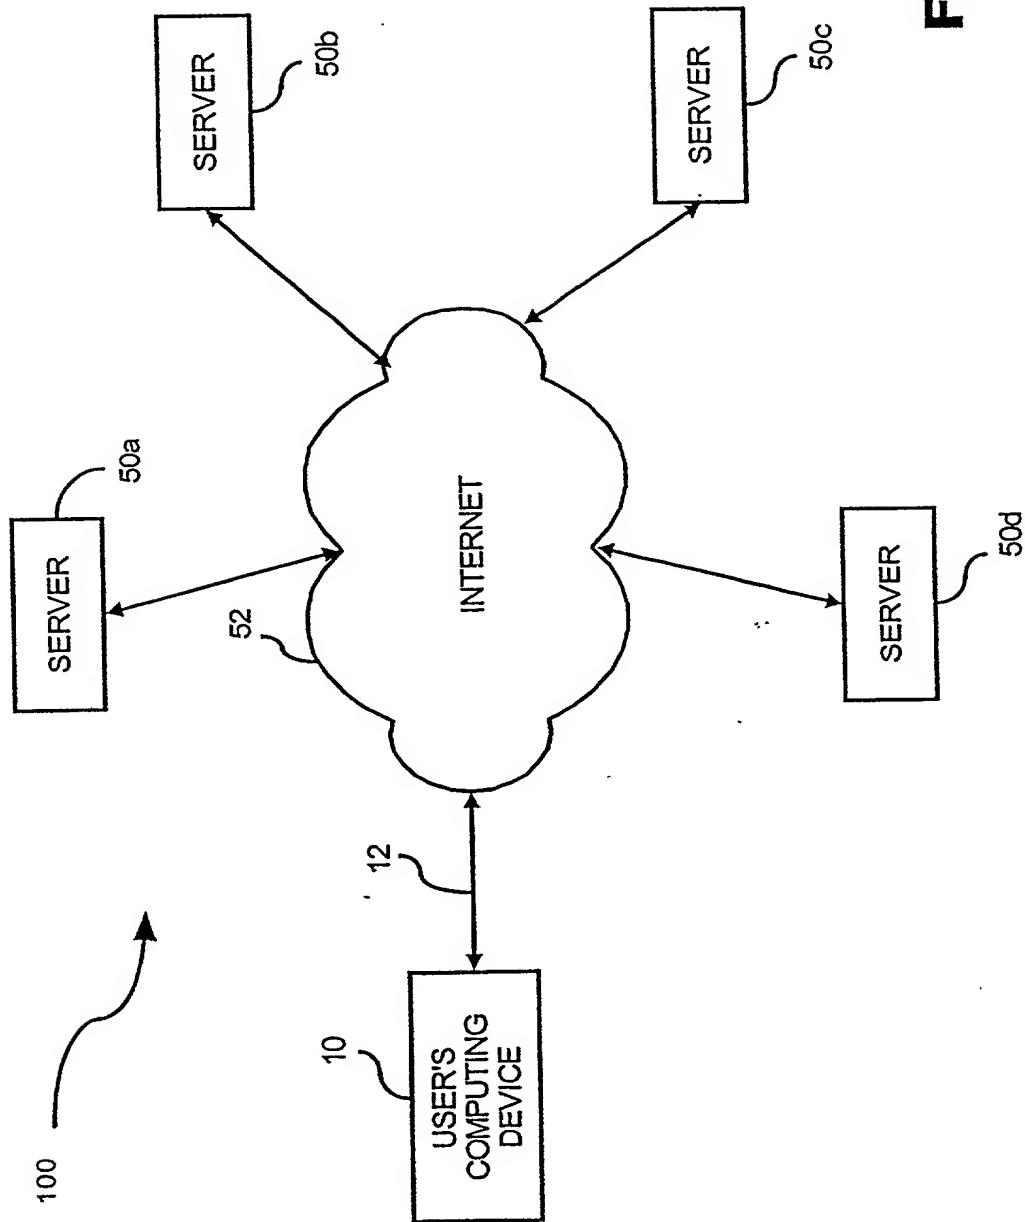 100
SERVER
50a
SERVER
50b
52
INTERNET
12
10
USER'S
COMPUTING
DEVICE
SERVER
50c
SERVER
50d
F